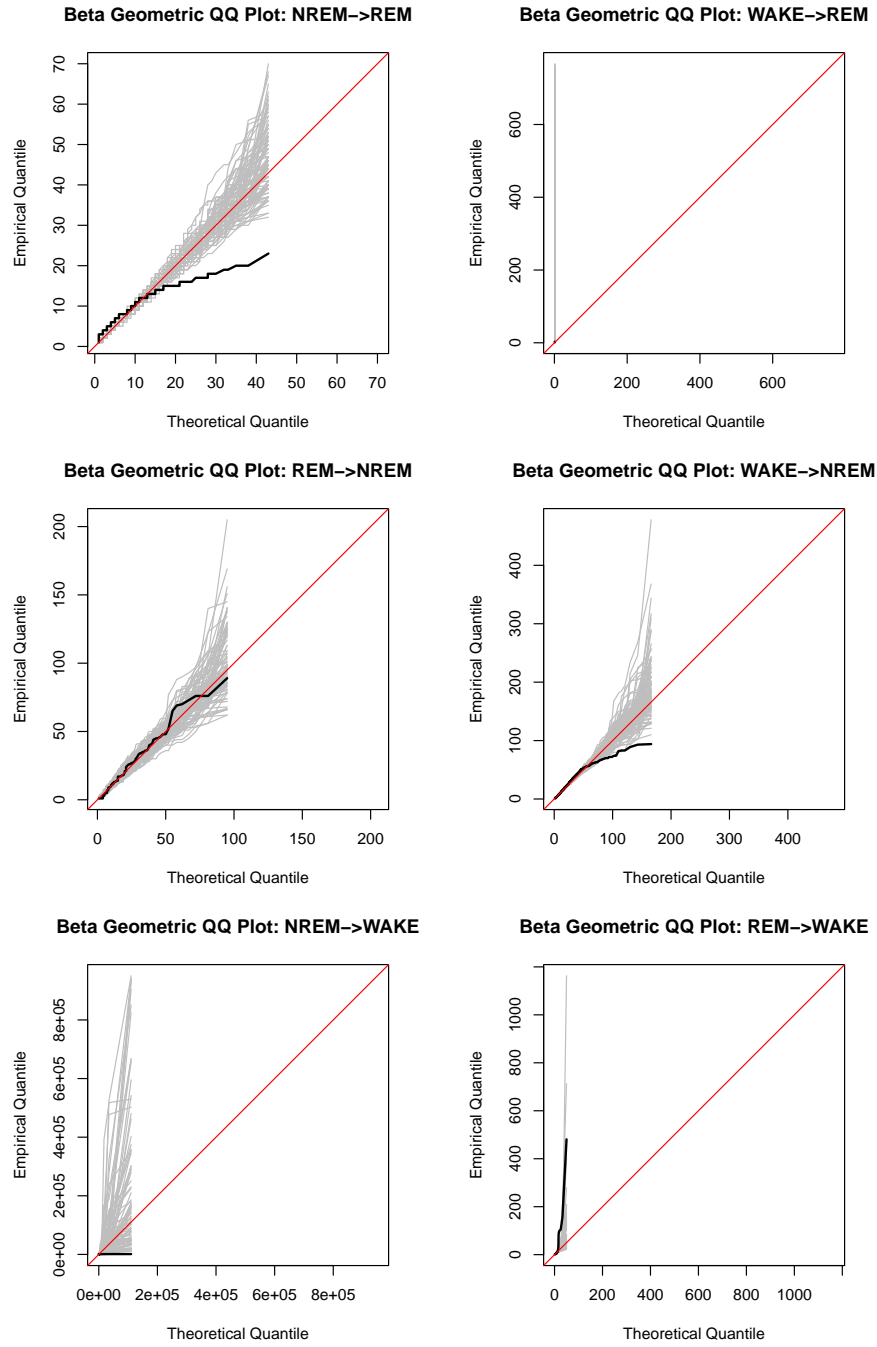 Beta Geometric QQ Plot: NREM−>REM
70
60
50
40
30
20
10
0
Empirical Quantile
0 10 20 30 40 50 60 70
Theoretical Quantile
Beta Geometric QQ Plot: WAKE−>REM
600
400
200
0
Empirical Quantile
0 200 400 600
Theoretical Quantile
Beta Geometric QQ Plot: REM−>NREM
200
150
100
50
0
Empirical Quantile
0 50 100 150 200
Theoretical Quantile
Beta Geometric QQ Plot: WAKE−>NREM
400
300
200
100
0
Empirical Quantile
0 100 200 300 400
Theoretical Quantile
Beta Geometric QQ Plot: NREM−>WAKE
8e+05
6e+05
4e+05
2e+05
0e+00
Empirical Quantile
0e+00 2e+05 4e+05 6e+05 8e+05
Theoretical Quantile
Beta Geometric QQ Plot: REM−>WAKE
1000
800
600
400
200
0
Empirical Quantile
0 200 400 600 800 1000
Theoretical Quantile